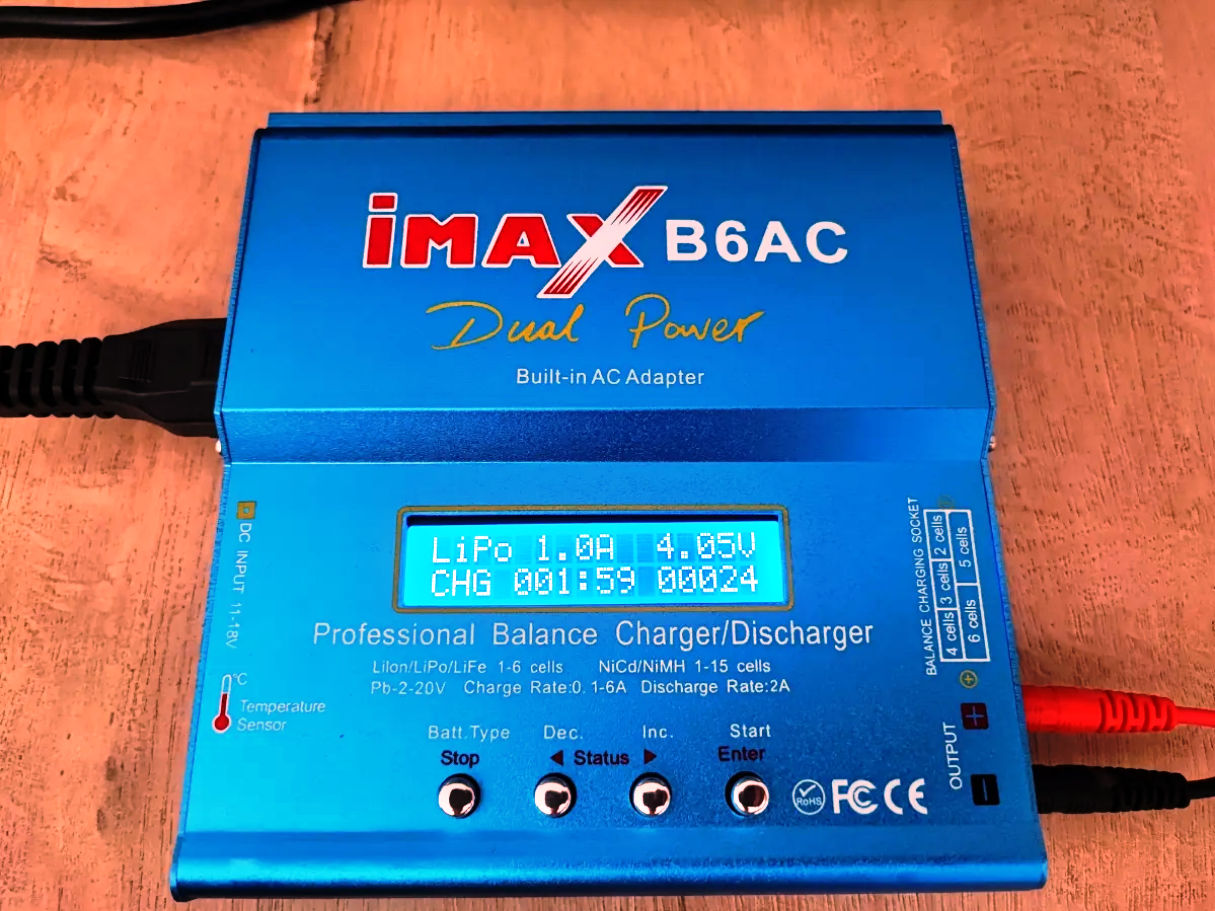 iMAX B6AC
Dual Power
Built-in AC Adapter
DC INPUT 11-18V
LiPo 1.0A 4.05V
CHG 001:59 00024
Professional Balance Charger/Discharger
LiIon/LiPo/LiFe 1-6 cells NiCd/NiMH 1-15 cells
Pb-2-20V Charge Rate:0.1-6A Discharge Rate:2A
°C
Temperature
Sensor
Batt.Type Dec. Inc. Start
Stop ◀ Status ▶ Enter
RoHS FC CE
BALANCE CHARGING SOCKET
4 cells 3 cells 2 cells
6 cells 5 cells
OUTPUT
+
−